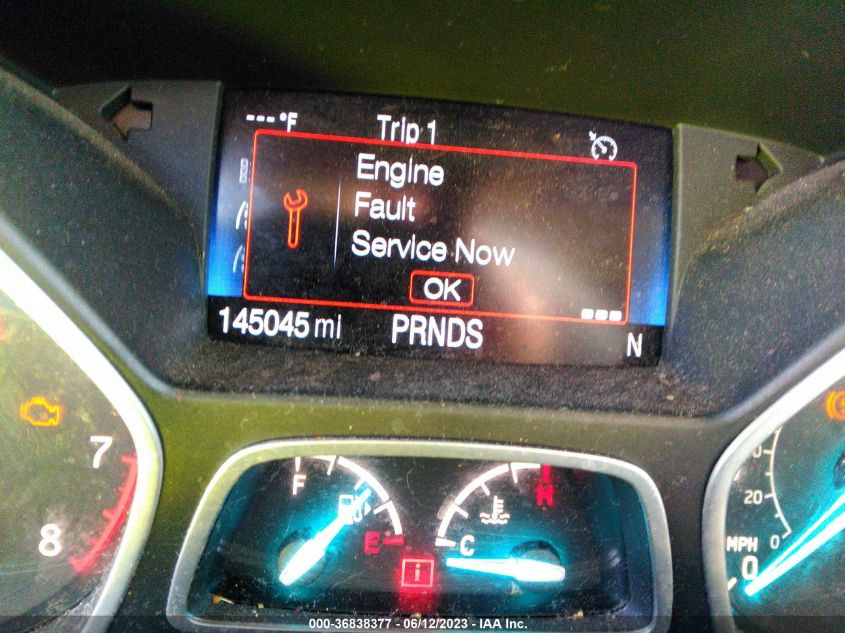 ---°F Trip 1
Engine
Fault
Service Now
OK
145045 mi PRNDS N
7
8
F
E
C
H
i
20
0
MPH 0
000-36838377 - 06/12/2023 - IAA Inc.